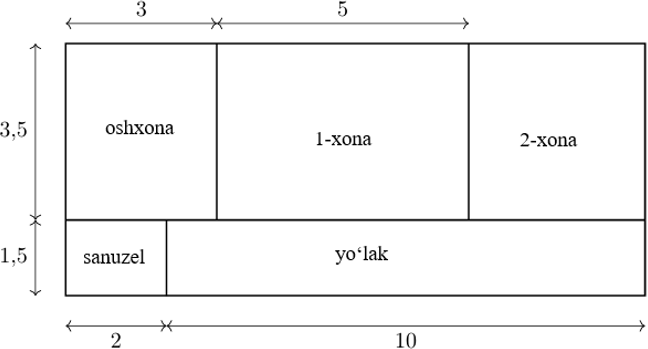 3
5
3,5
oshxona
1-xona
2-xona
1,5
sanuzel
yo‘lak
2
10